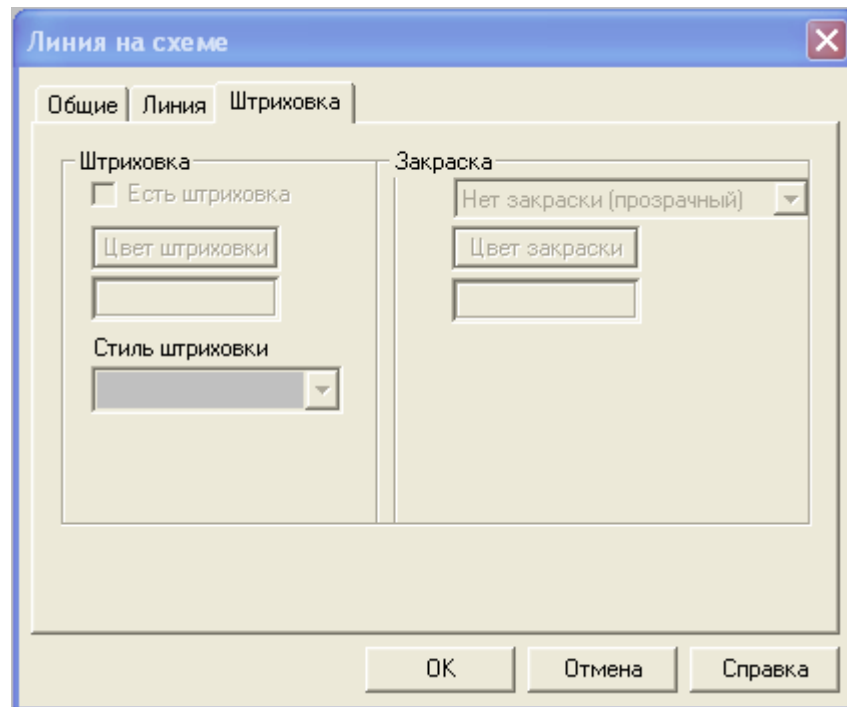 Линия на схеме
Общие Линия Штриховка
Штриховка
Есть штриховка
Цвет штриховки
Стиль штриховки
Закраска
Нет закраски (прозрачный)
Цвет закраски
OK Отмена Справка